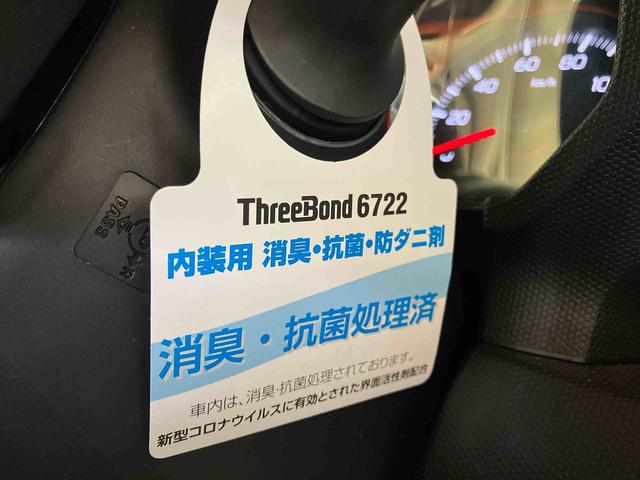 ThreeBond 6722
内装用 消臭・抗菌・防ダニ剤
消臭・抗菌処理済
車内は、消臭・抗菌処理されております。
新型コロナウイルスに有効とされた界面活性剤配合
20
40
60
80
100
km/h
0
PASS